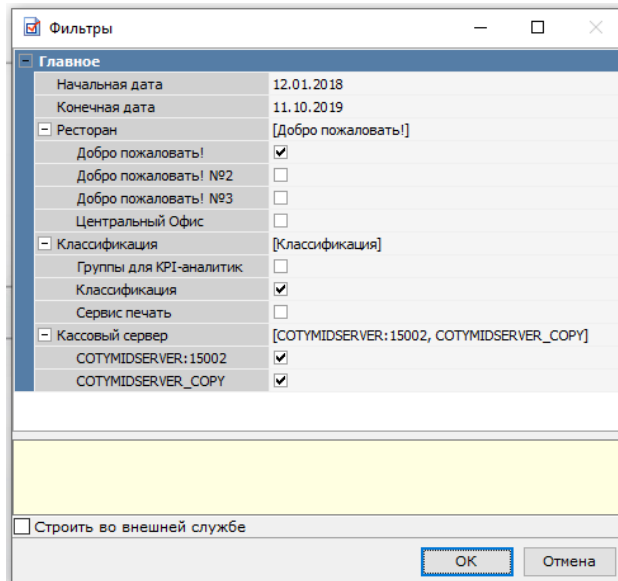 Фильтры
Главное
Начальная дата 12.01.2018
Конечная дата 11.10.2019
Ресторан [Добро пожаловать!]
Добро пожаловать!
Добро пожаловать! №2
Добро пожаловать! №3
Центральный Офис
Классификация [Классификация]
Группы для KPI-аналитик
Классификация
Сервис печать
Кассовый сервер [COTYMIDSERVER:15002, COTYMIDSERVER_COPY]
COTYMIDSERVER:15002
COTYMIDSERVER_COPY
Строить во внешней службе
ОК Отмена